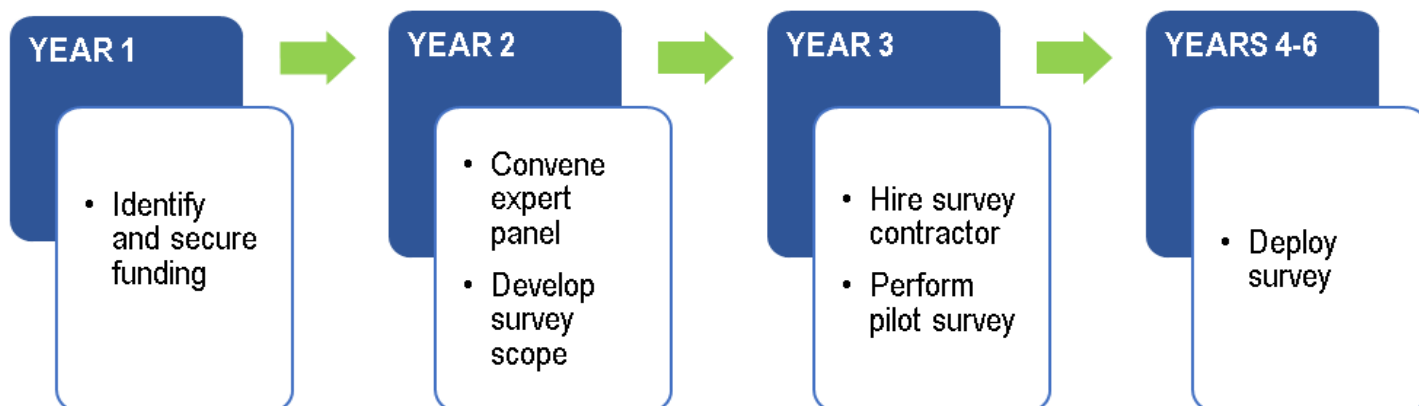 YEAR 1
• Identify
and secure
funding
YEAR 2
• Convene
expert
panel
• Develop
survey
scope
YEAR 3
• Hire survey
contractor
• Perform
pilot survey
YEARS 4-6
• Deploy
survey